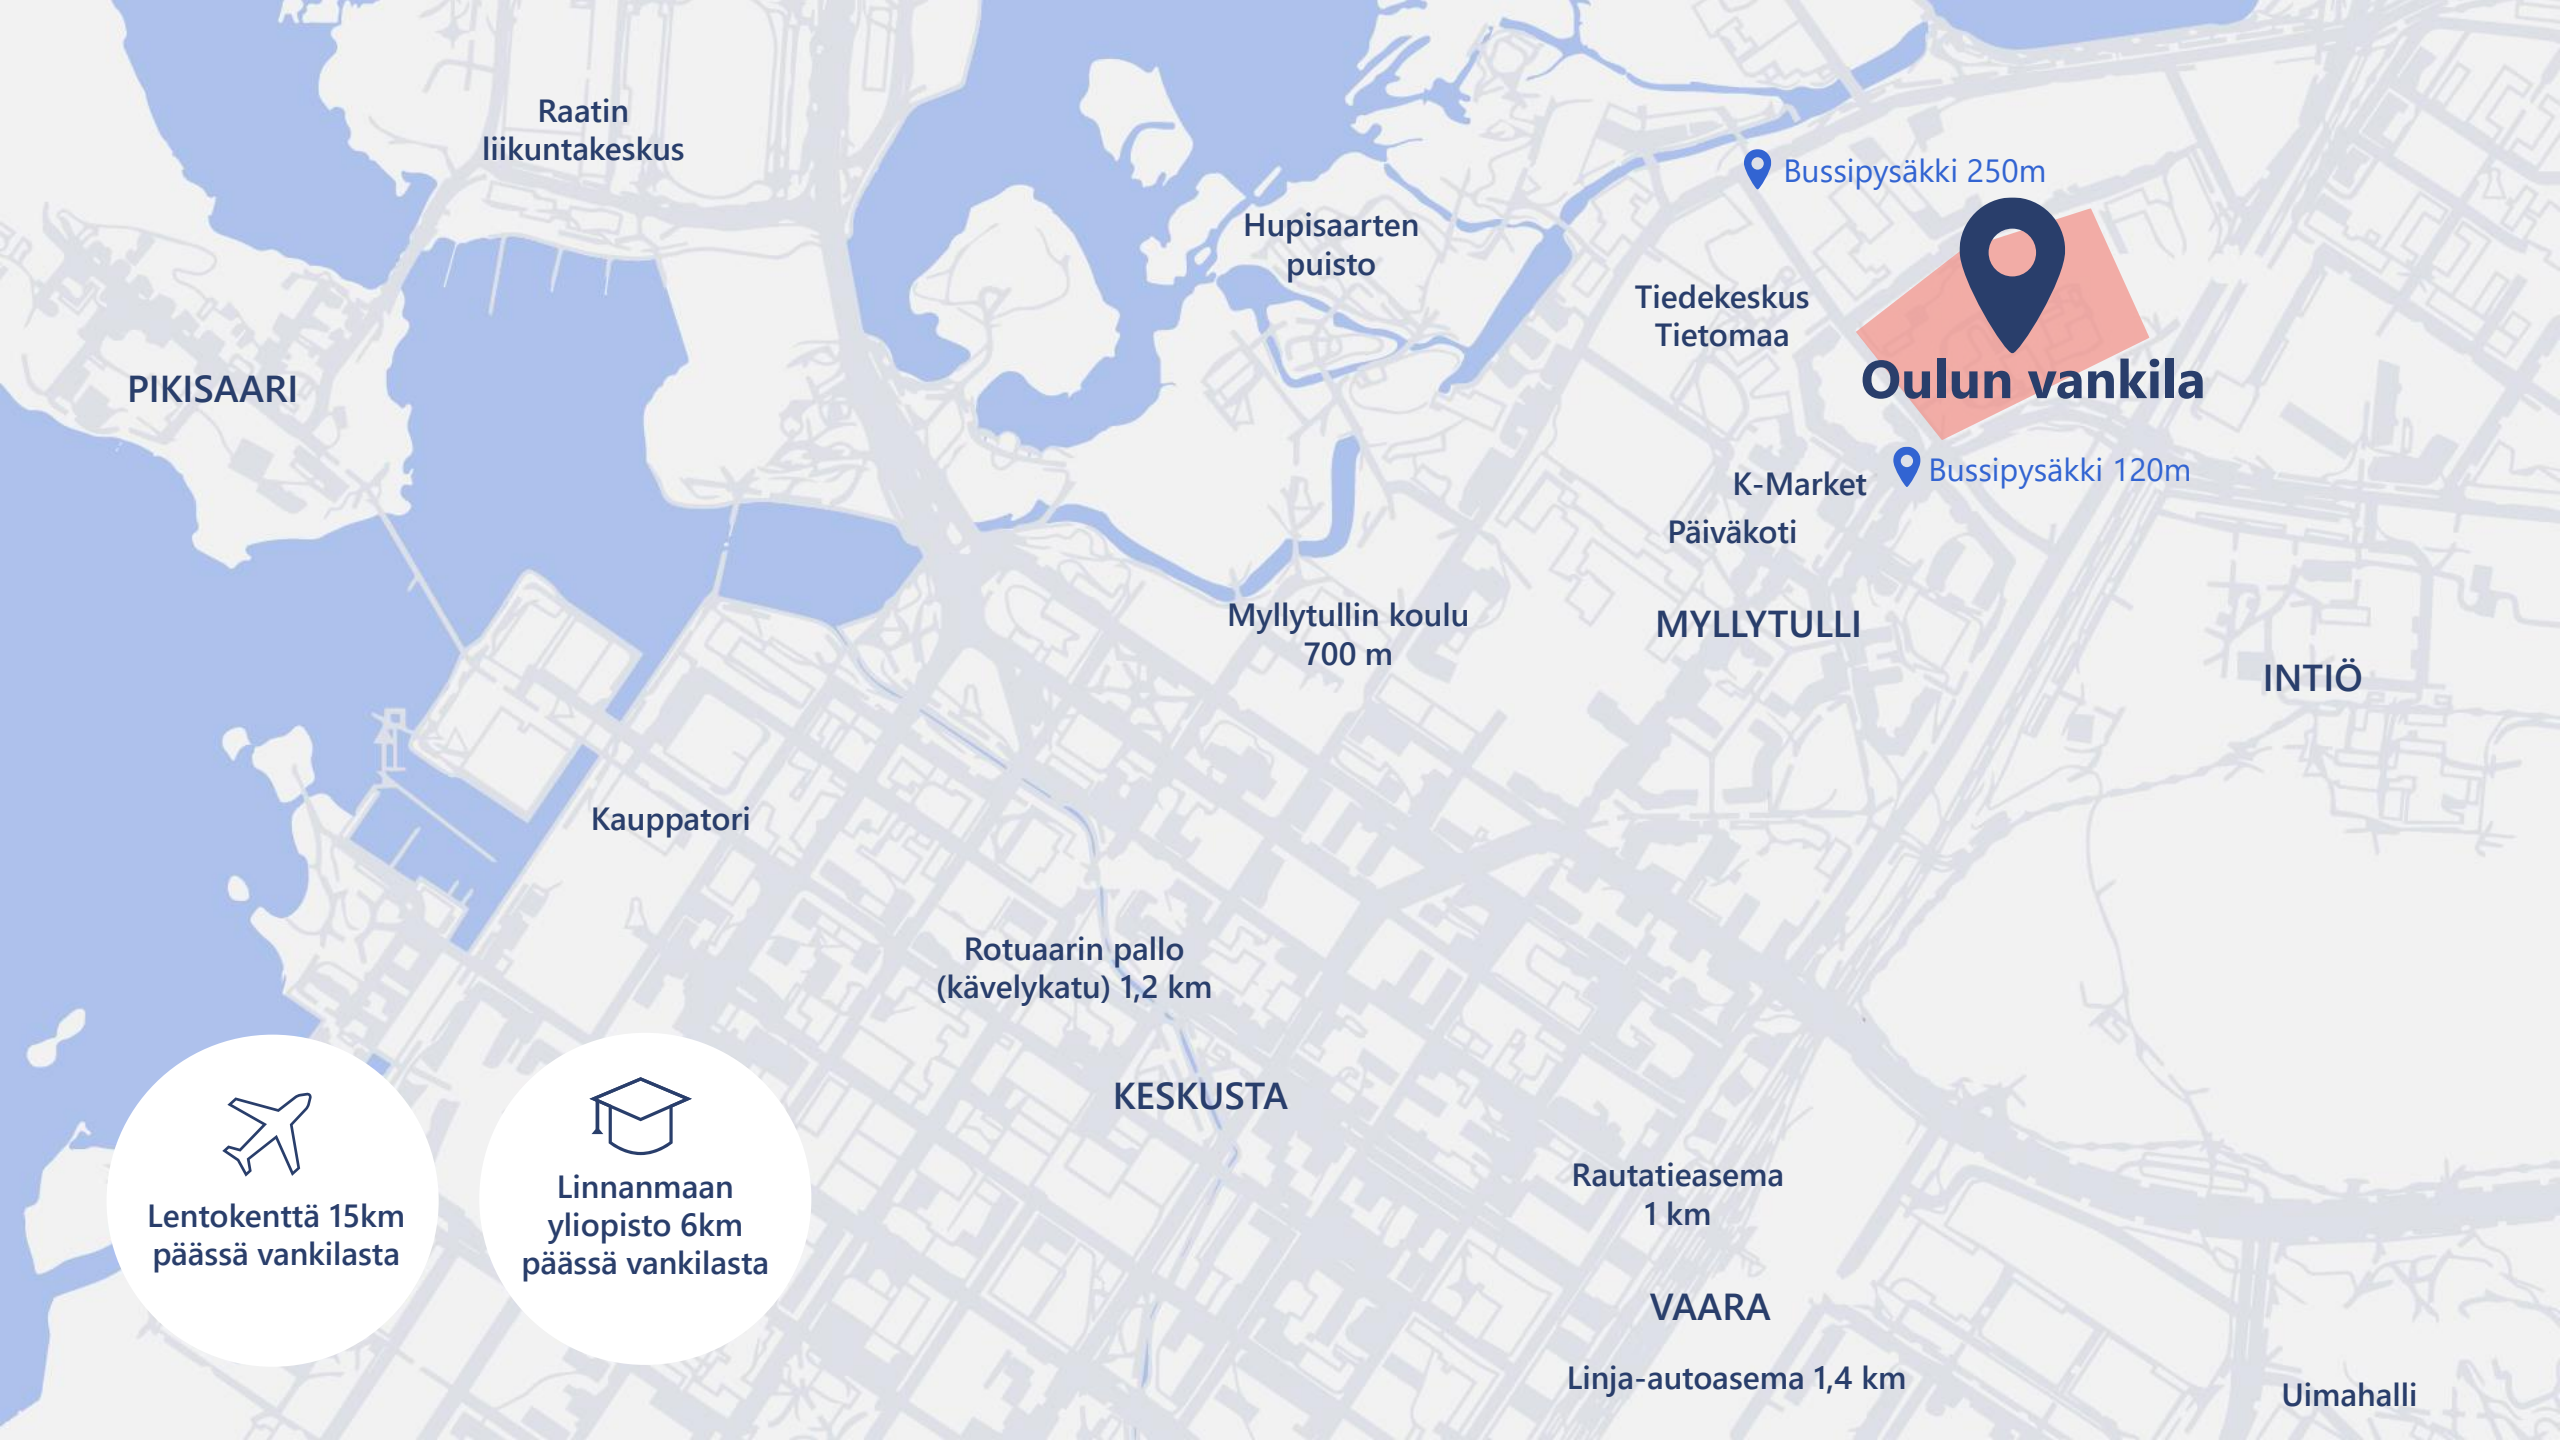 Raatin
liikuntakeskus
Bussipysäkki 250m
Hupisaarten
puisto
Tiedekeskus
Tietomaa
PIKISAARI
Oulun vankila
Bussipysäkki 120m
K-Market
Päiväkoti
Myllytullin koulu
700 m
MYLLYTULLI
INTIÖ
Kauppatori
Rotuaarin pallo
(kävelykatu) 1,2 km
KESKUSTA
Rautatieasema
1 km
Lentokenttä 15km
päässä vankilasta
Linnanmaan
yliopisto 6km
päässä vankilasta
VAARA
Linja-autoasema 1,4 km
Uimahalli